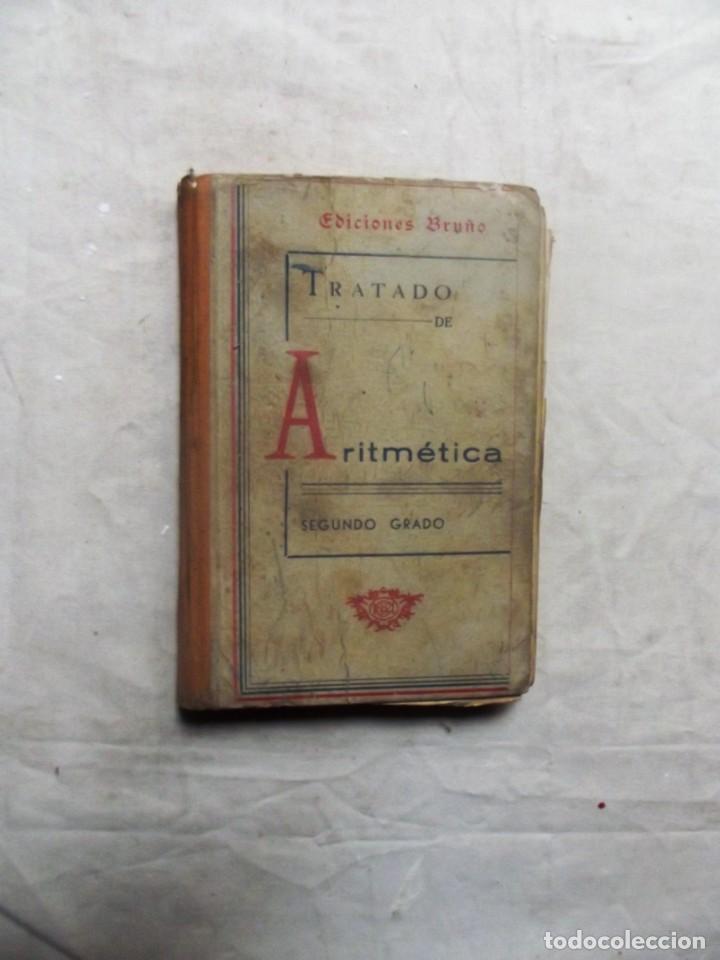 Ediciones Bruño
TRATADO
DE
Aritmética
SEGUNDO GRADO
todocoleccion